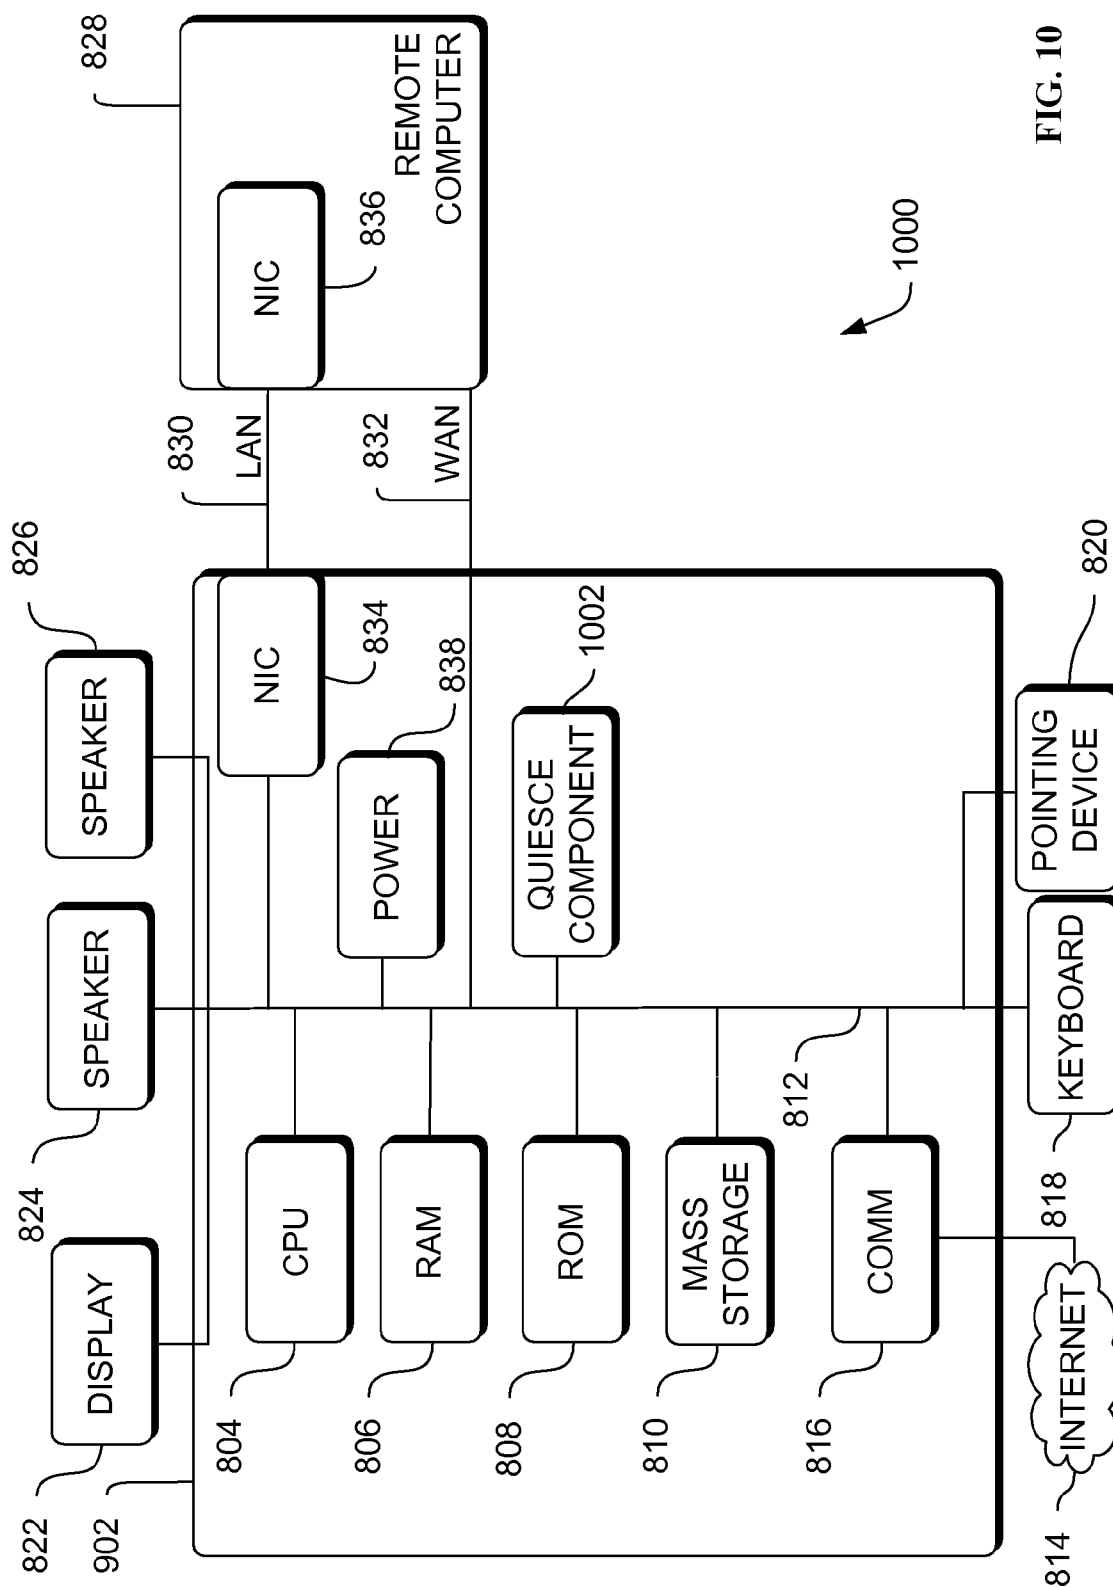 822
DISPLAY
824
SPEAKER
SPEAKER
826
828
902
804
CPU
NIC
834
830
LAN
NIC
836
806
RAM
POWER
838
832
WAN
REMOTE
COMPUTER
808
ROM
QUIESCE
COMPONENT
1002
810
MASS
STORAGE
812
816
COMM
1000
814
INTERNET
818
KEYBOARD
POINTING
DEVICE
820
FIG. 10